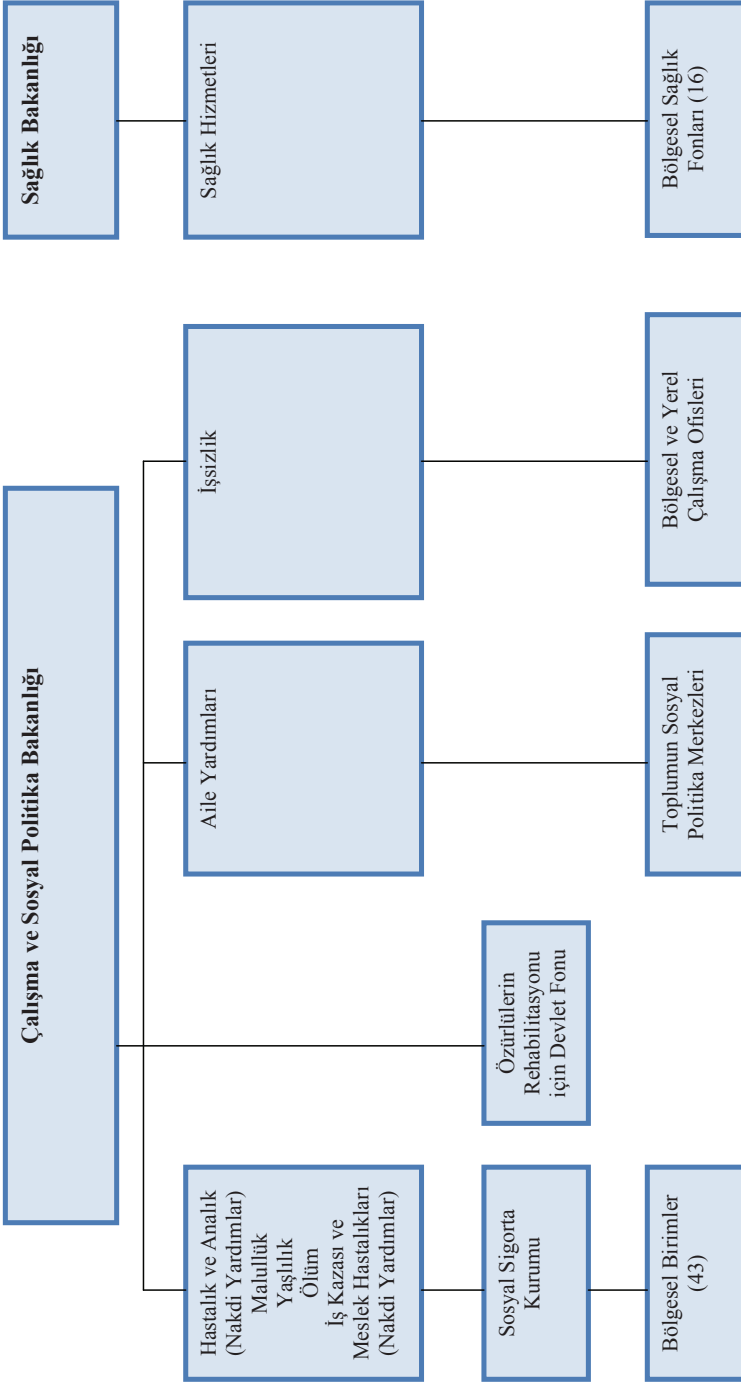 Çalışma ve Sosyal Politika Bakanlığı
Sağlık Bakanlığı
Hastalık ve Analık
(Nakdi Yardımlar)
Malullük
Yaşlılık
Ölüm
İş Kazası ve
Meslek Hastalıkları
(Nakdi Yardımlar)
Aile Yardımları
İşsizlik
Sağlık Hizmetleri
Sosyal Sigorta
Kurumu
Özürlülerin
Rehabilitasyonu
için Devlet Fonu
Bölgesel Birimler
(43)
Toplumun Sosyal
Politika Merkezleri
Bölgesel ve Yerel
Çalışma Ofisleri
Bölgesel Sağlık
Fonları (16)